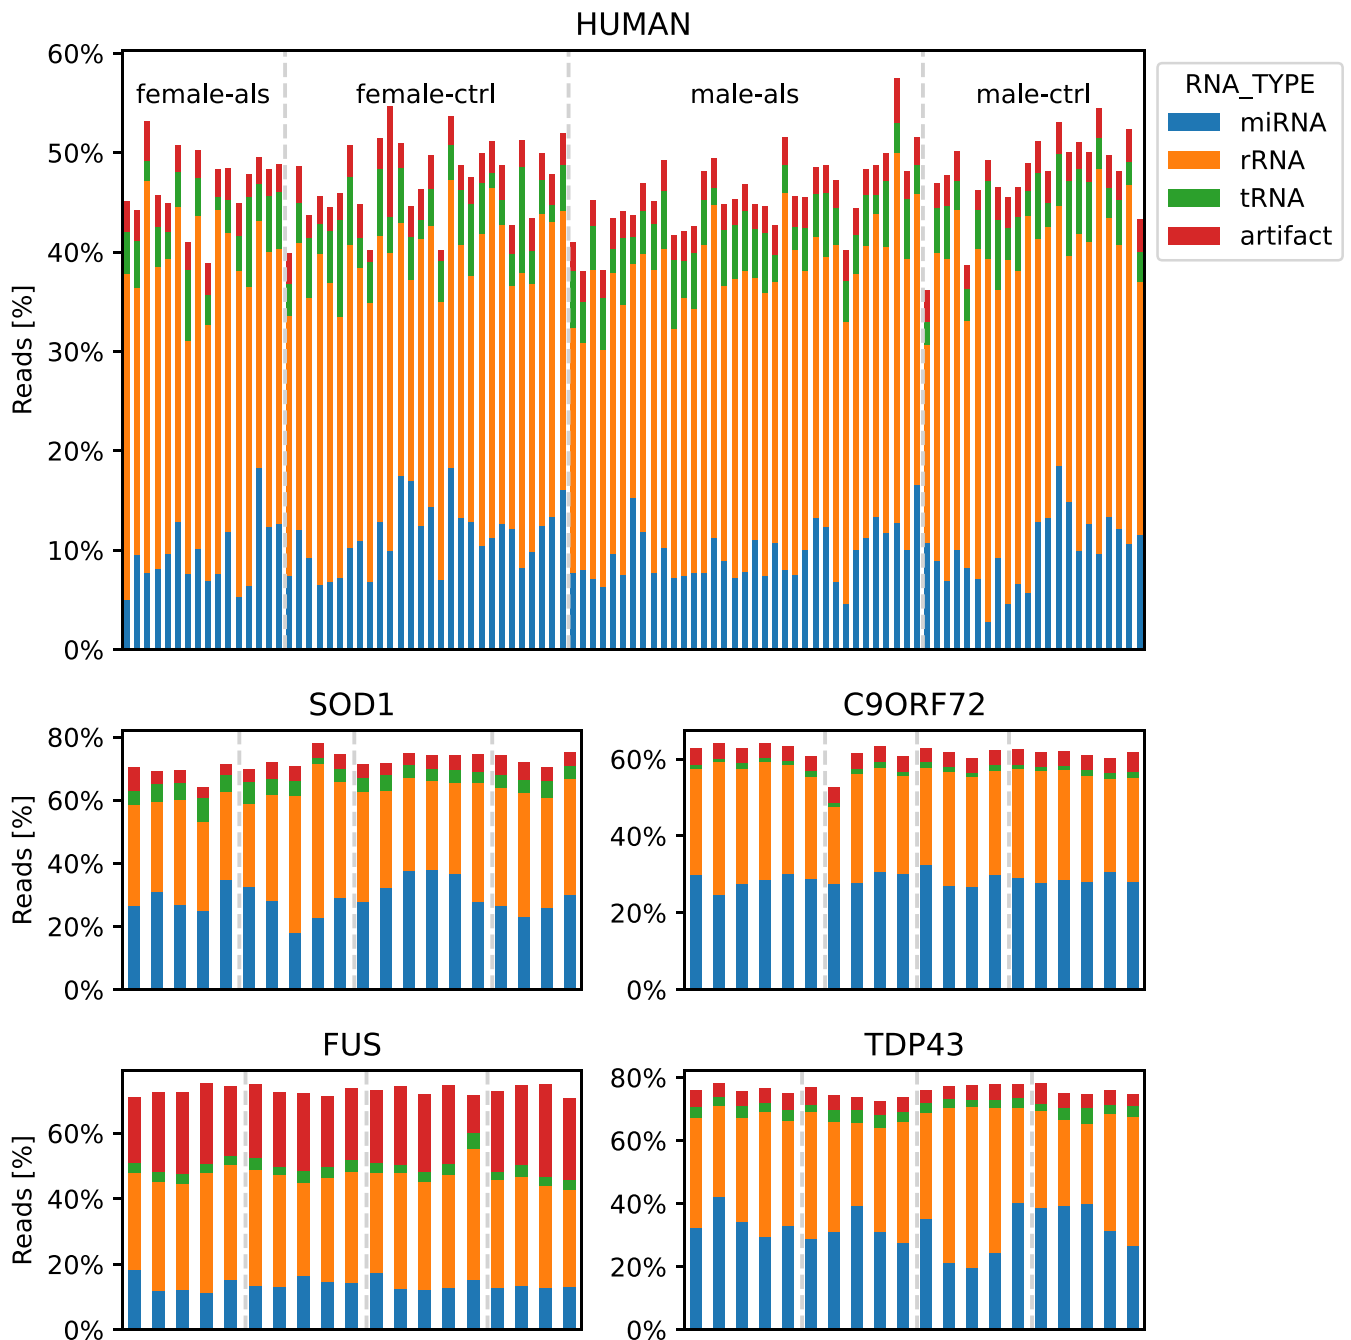 HUMAN
60%
50%
40%
30%
20%
10%
0%
Reads [%]
female-als
female-ctrl
male-als
male-ctrl
RNA_TYPE
miRNA
rRNA
tRNA
artifact
SOD1
80%
60%
40%
20%
0%
Reads [%]
C9ORF72
60%
40%
20%
0%
FUS
60%
40%
20%
0%
Reads [%]
TDP43
80%
60%
40%
20%
0%